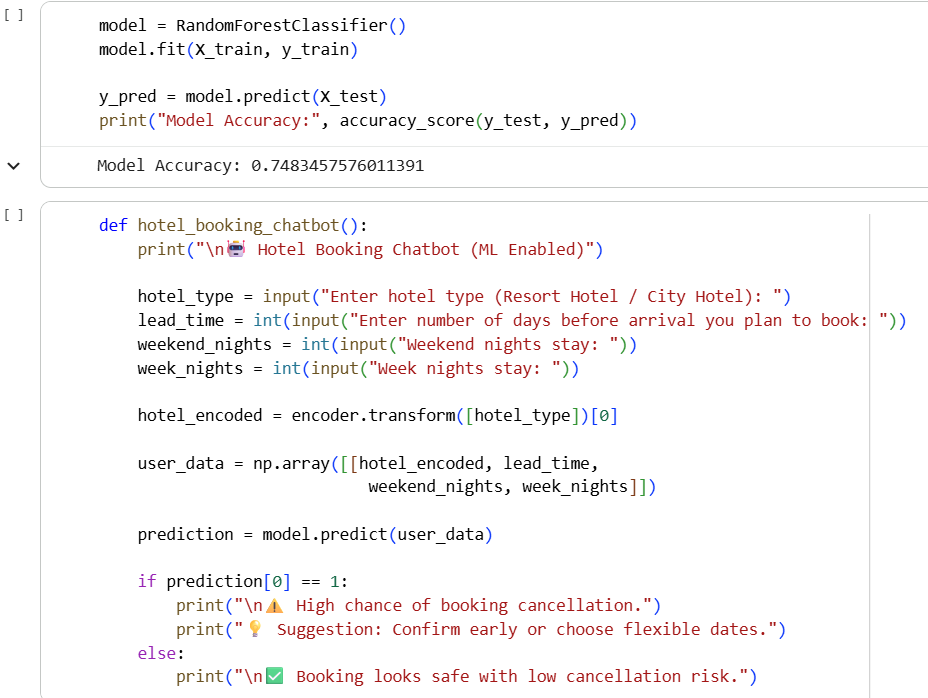 [ ]
model = RandomForestClassifier()
model.fit(X_train, y_train)
y_pred = model.predict(X_test)
print("Model Accuracy:", accuracy_score(y_test, y_pred))
Model Accuracy: 0.7483457576011391
[ ]
def hotel_booking_chatbot():
print("\n🤖 Hotel Booking Chatbot (ML Enabled)")
hotel_type = input("Enter hotel type (Resort Hotel / City Hotel): ")
lead_time = int(input("Enter number of days before arrival you plan to book: "))
weekend_nights = int(input("Weekend nights stay: "))
week_nights = int(input("Week nights stay: "))
hotel_encoded = encoder.transform([hotel_type])[0]
user_data = np.array([[hotel_encoded, lead_time,
weekend_nights, week_nights]])
prediction = model.predict(user_data)
if prediction[0] == 1:
print("\n⚠️ High chance of booking cancellation.")
print("💡 Suggestion: Confirm early or choose flexible dates.")
else:
print("\n✅ Booking looks safe with low cancellation risk.")